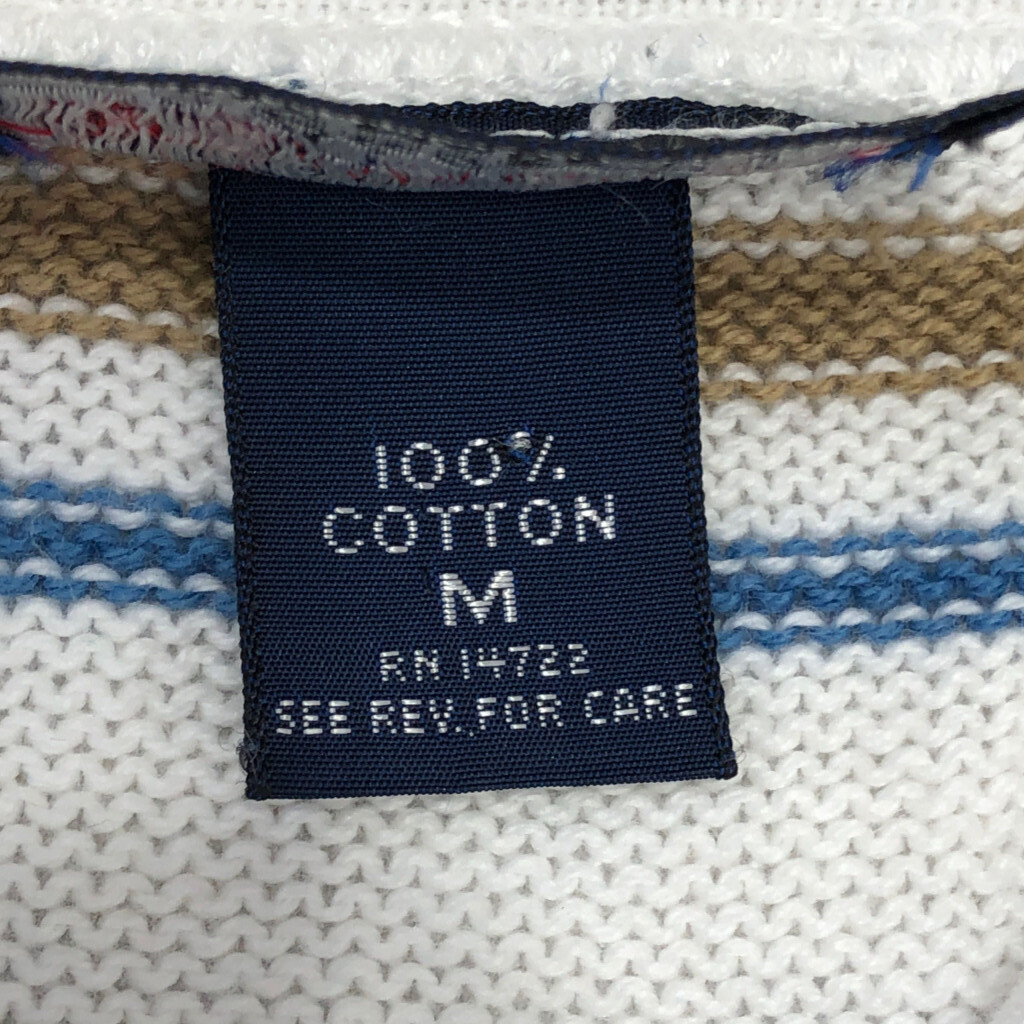 100%
COTTON
M
RN 14722
SEE REV. FOR CARE